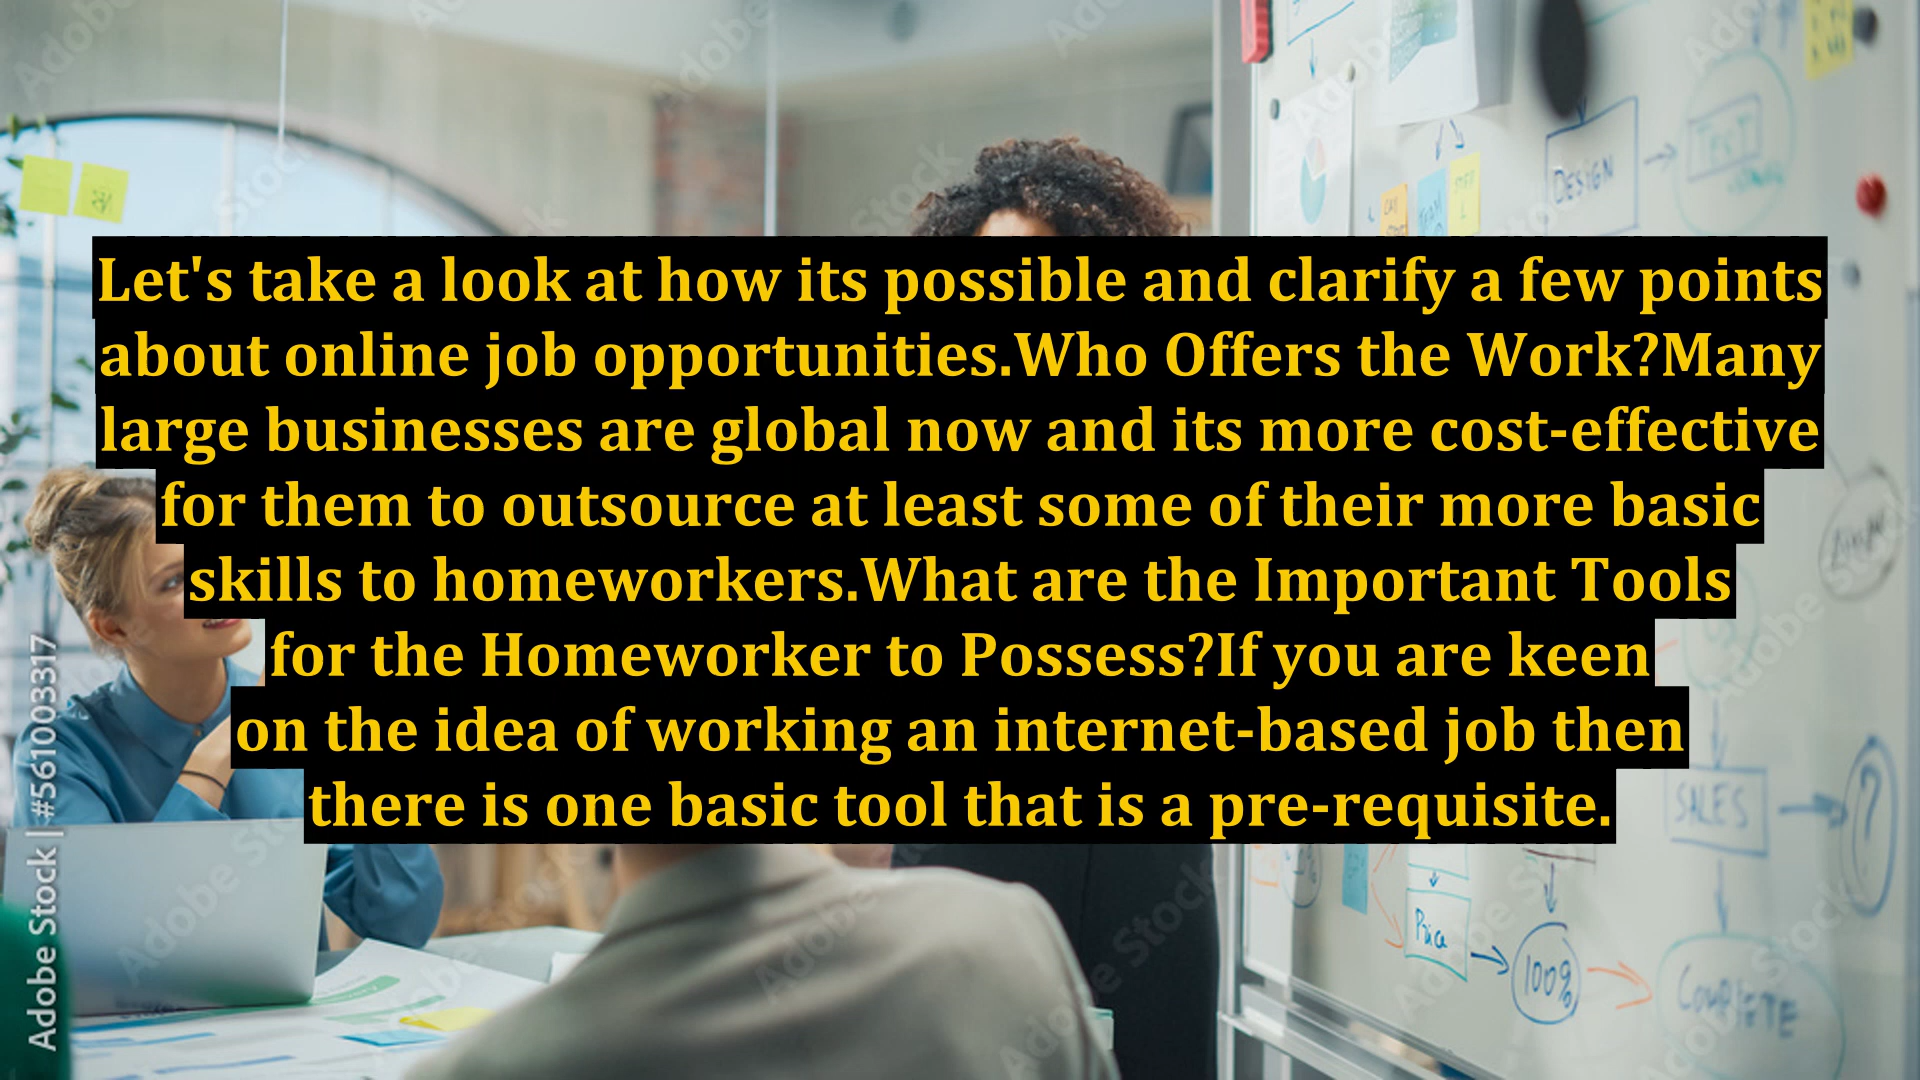 Let's take a look at how its possible and clarify a few points
about online job opportunities.Who Offers the Work?Many
large businesses are global now and its more cost-effective
for them to outsource at least some of their more basic
skills to homeworkers.What are the Important Tools
for the Homeworker to Possess?If you are keen
on the idea of working an internet-based job then
there is one basic tool that is a pre-requisite.
DESIGN
TEST
SALES
?
Price
100%
COMPLETE
Adobe Stock | #561003317
Adobe Stock